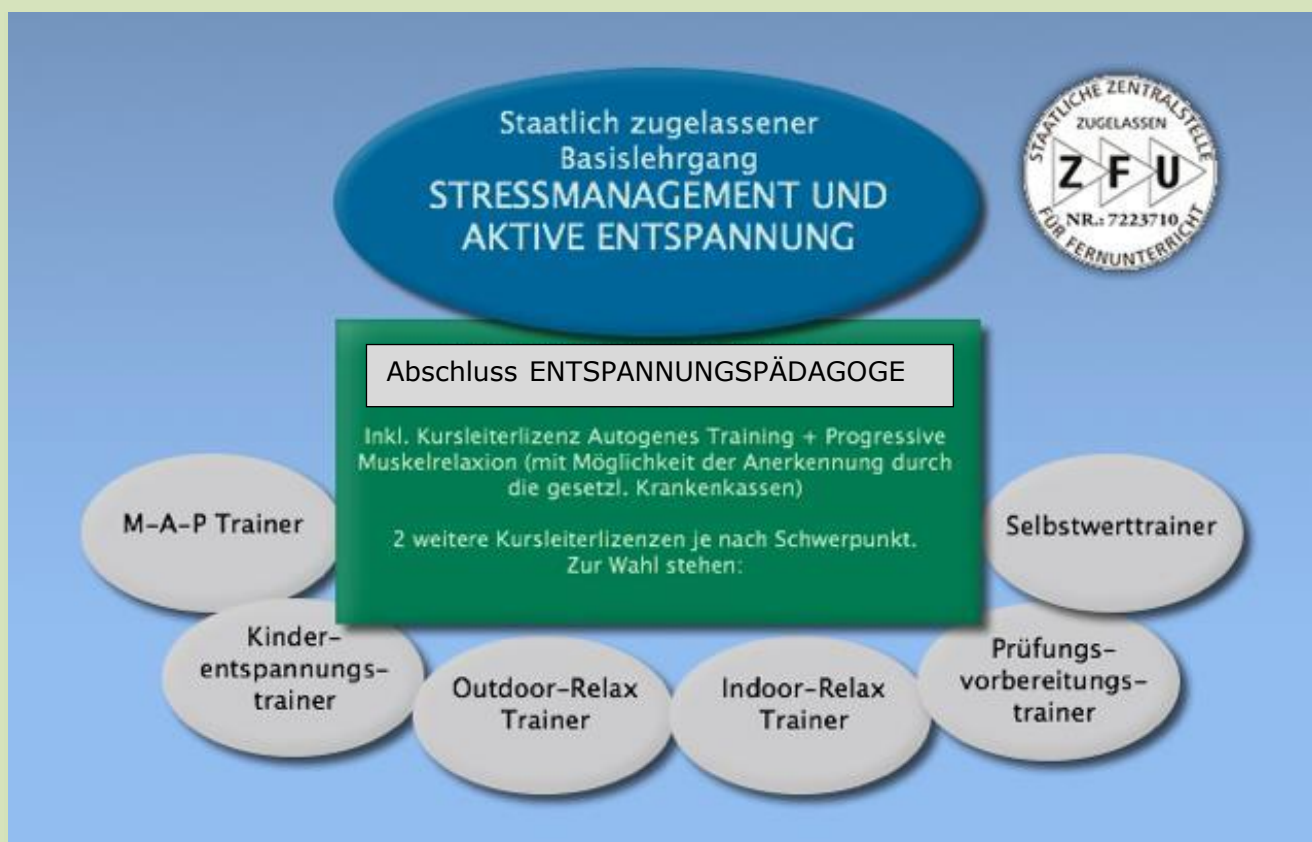 Staatlich zugelassener
Basislehrgang
STRESSMANAGEMENT UND
AKTIVE ENTSPANNUNG
STAATLICHE ZENTRALSTELLE
ZUGELASSEN
ZFU
NR.: 7223710
FÜR FERNUNTERRICHT
Abschluss ENTSPANNUNGSPÄDAGOGE
Inkl. Kursleiterlizenz Autogenes Training + Progressive
Muskelrelaxion (mit Möglichkeit der Anerkennung durch
die gesetzl. Krankenkassen)
2 weitere Kursleiterlizenzen je nach Schwerpunkt.
Zur Wahl stehen:
M-A-P Trainer
Kinder-
entspannungs-
trainer
Outdoor-Relax
Trainer
Indoor-Relax
Trainer
Prüfungs-
vorbereitungs-
trainer
Selbstwerttrainer